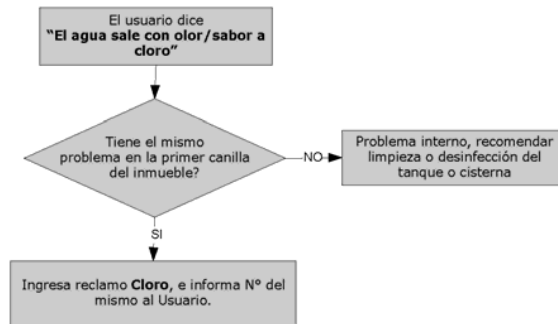 El usuario dice
“El agua sale con olor/sabor a
cloro”
Tiene el mismo
problema en la primer canilla
del inmueble?
NO
Problema interno, recomendar
limpieza o desinfección del
tanque o cisterna
SI
Ingresa reclamo Cloro, e informa N° del
mismo al Usuario.